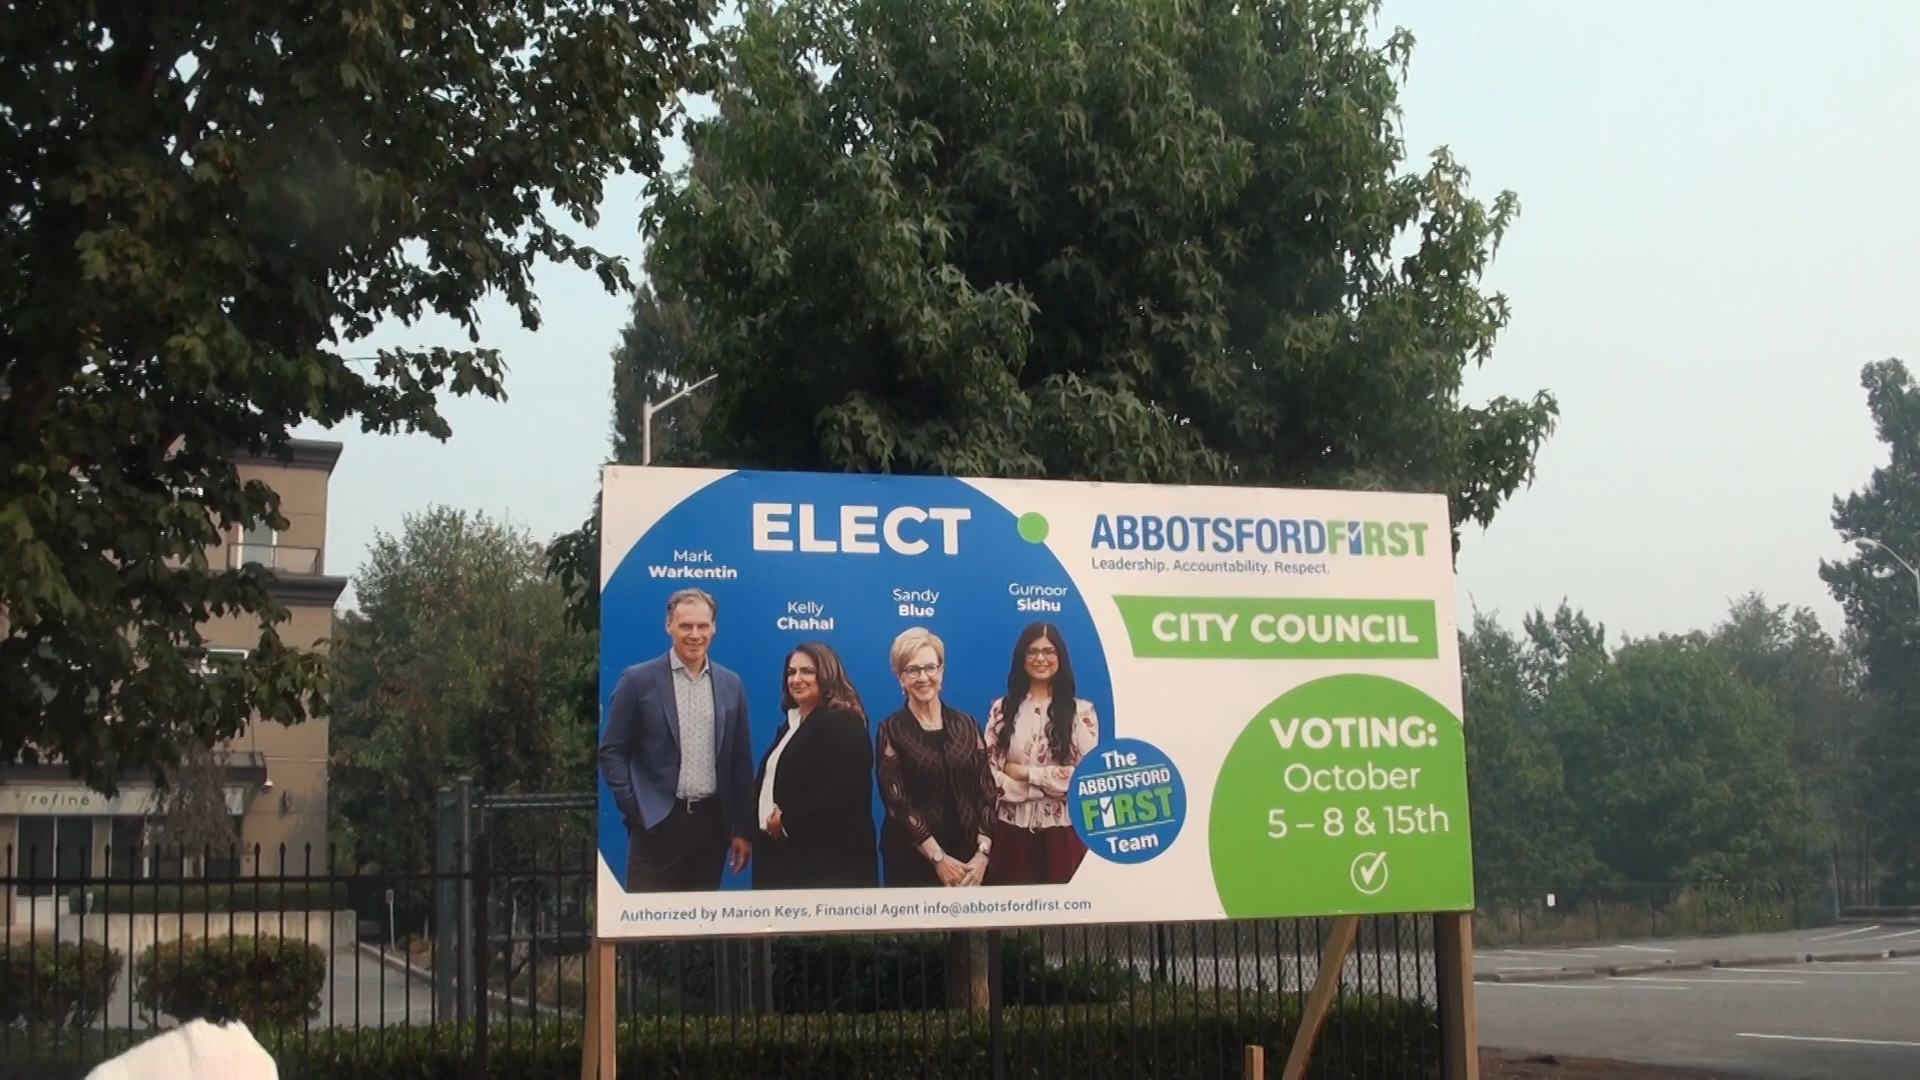 ELECT
Mark
Warkentin
Kelly
Chahal
Sandy
Blue
Gurnoor
Sidhu
ABBOTSFORDFIRST
Leadership. Accountability. Respect.
CITY COUNCIL
VOTING:
October
5 – 8 & 15th
The
ABBOTSFORD
FIRST
Team
Authorized by Marion Keys, Financial Agent info@abbotsfordfirst.com
refine